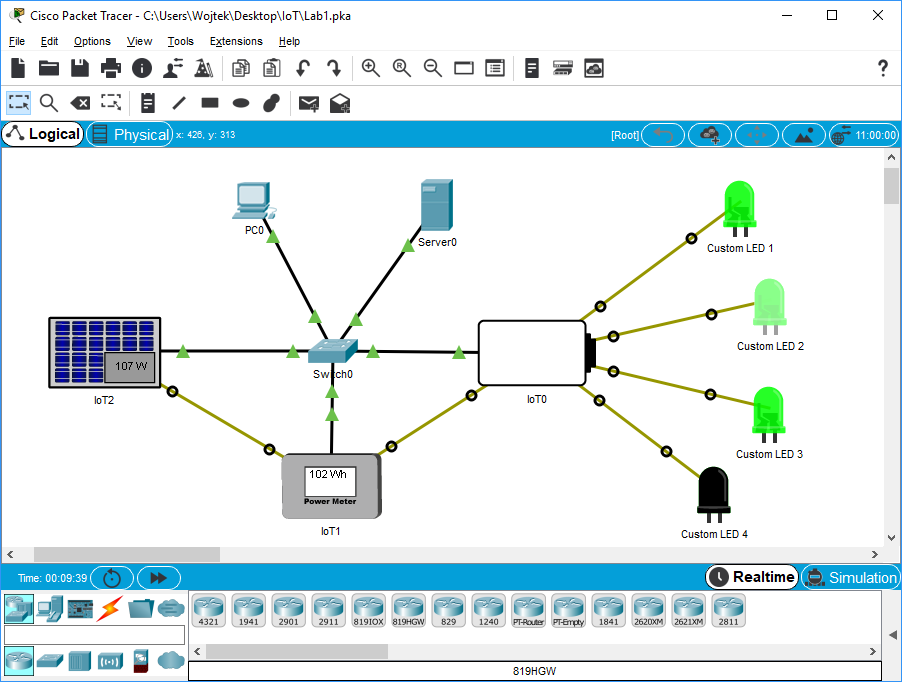 Cisco Packet Tracer - C:\Users\Wojtek\Desktop\IoT\Lab1.pka
File Edit Options View Tools Extensions Help
?
Logical Physical x: 426, y: 313 [Root] 11:00:00
PC0
Server0
Custom LED 1
Custom LED 2
107 W
Switch0
IoT2
IoT0
Custom LED 3
102 Wh
Power Meter
IoT1
Custom LED 4
Time: 00:09:39 Realtime Simulation
4321 1941 2901 2911 819IOX 819HGW 829 1240 PT-Router PT-Empty 1841 2620XM 2621XM 2811
819HGW